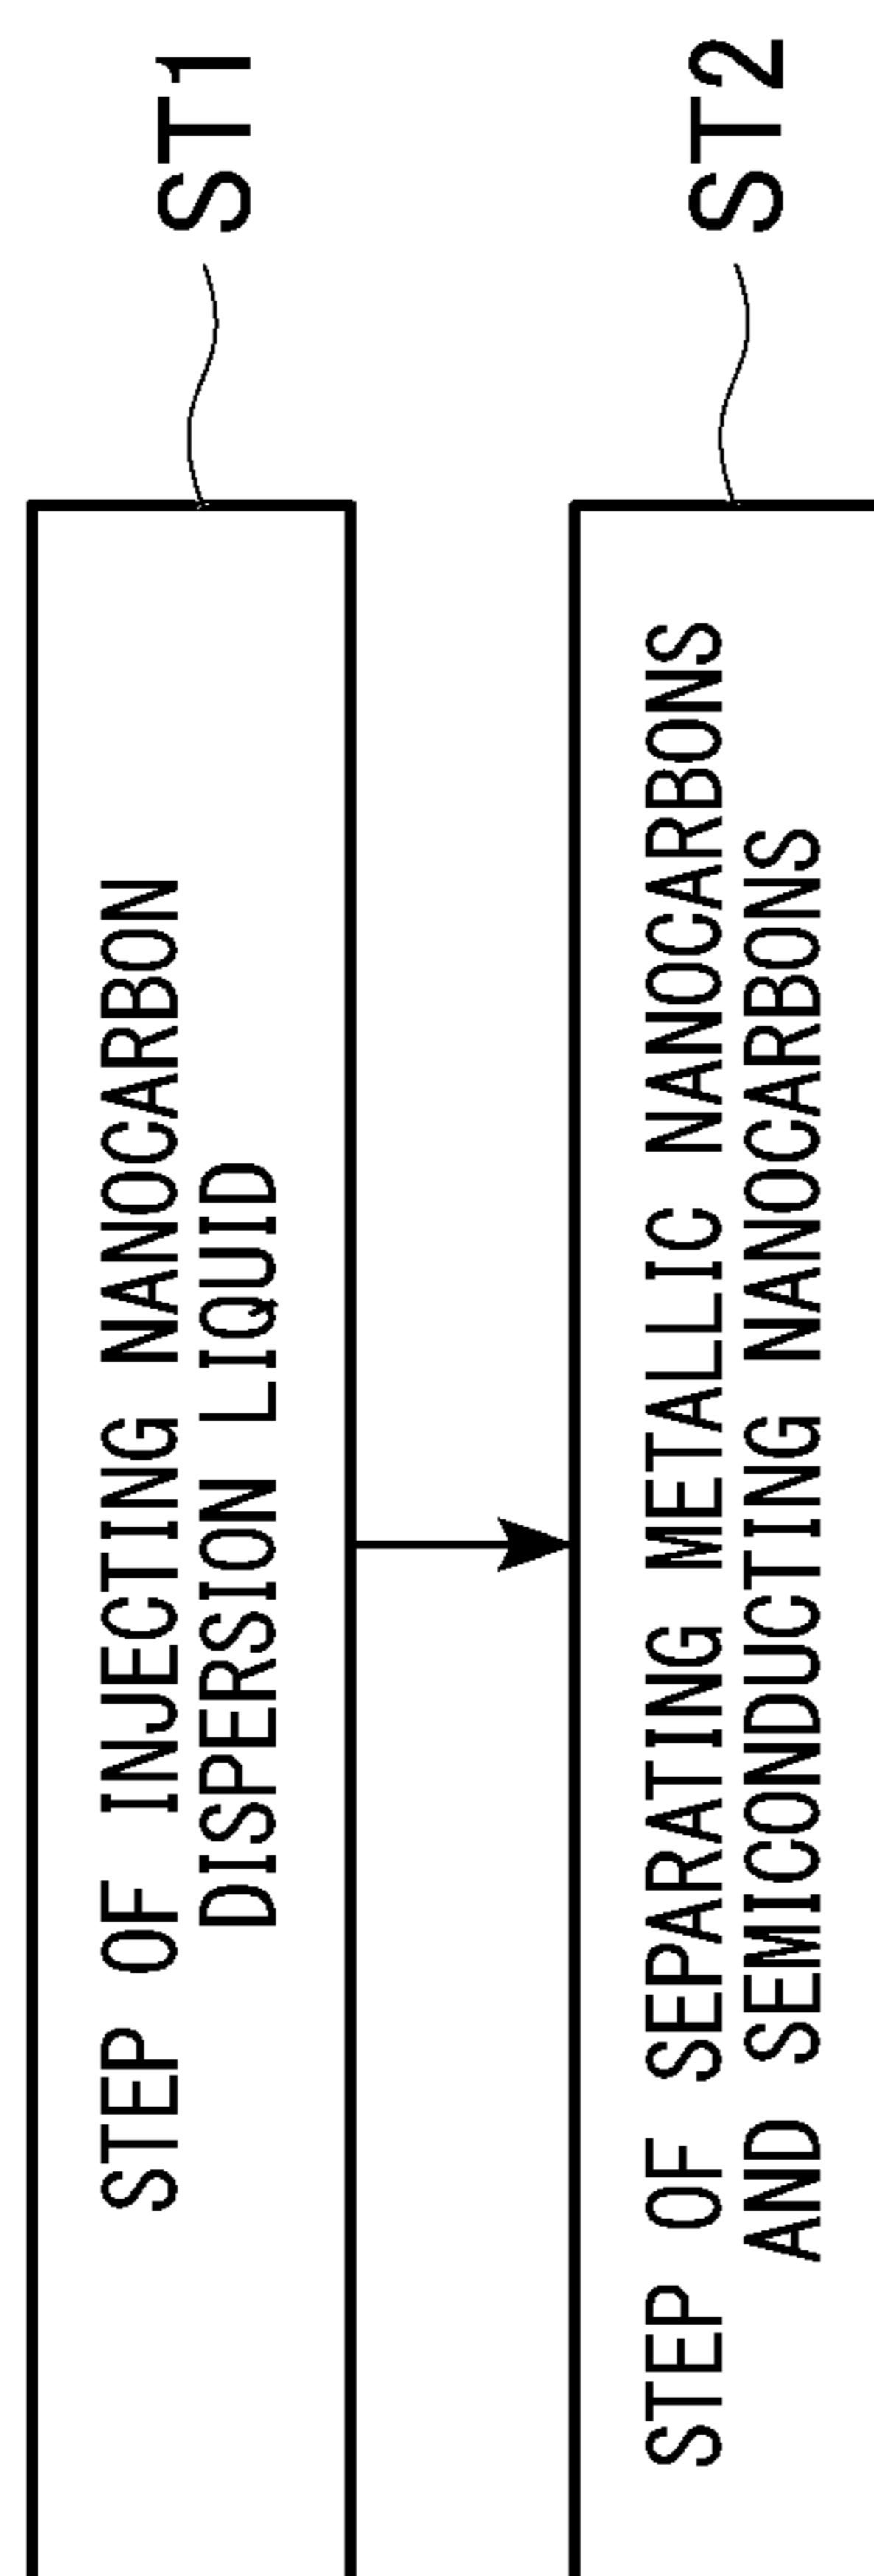 STEP OF INJECTING NANOCARBON
DISPERSION LIQUID
ST1
STEP OF SEPARATING METALLIC NANOCARBONS
AND SEMICONDUCTING NANOCARBONS
ST2